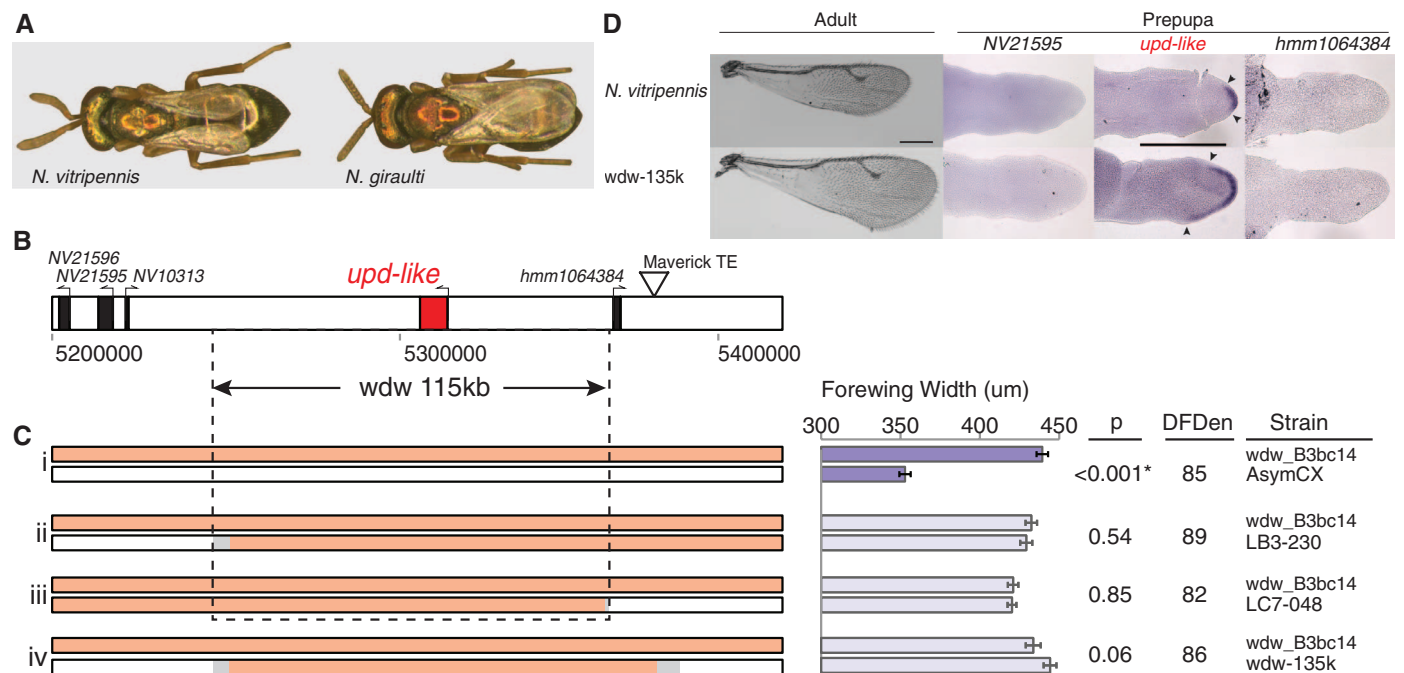 A
N. vitripennis
N. giraulti
D
Adult
Prepupa
NV21595
upd-like
hmm1064384
N. vitripennis
wdw-135k
B
NV21596
NV21595
NV10313
upd-like
hmm1064384
Maverick TE
5200000
5300000
5400000
wdw 115kb
C
Forewing Width (um)
300
350
400
450
p
DFDen
Strain
i
<0.001*
85
wdw_B3bc14
AsymCX
ii
0.54
89
wdw_B3bc14
LB3-230
iii
0.85
82
wdw_B3bc14
LC7-048
iv
0.06
86
wdw_B3bc14
wdw-135k